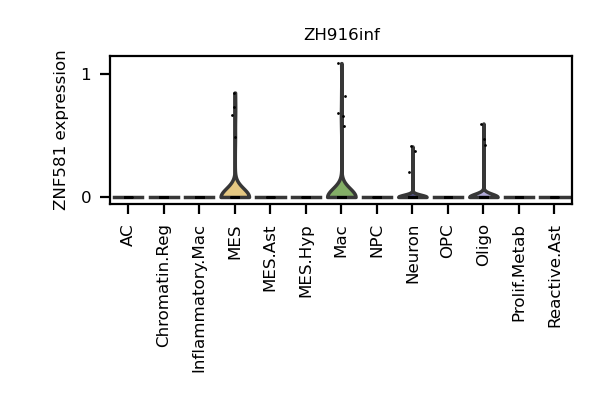 ZH916inf
ZNF581 expression
1
0
AC
Chromatin.Reg
Inflammatory.Mac
MES
MES.Ast
MES.Hyp
Mac
NPC
Neuron
OPC
Oligo
Prolif.Metab
Reactive.Ast